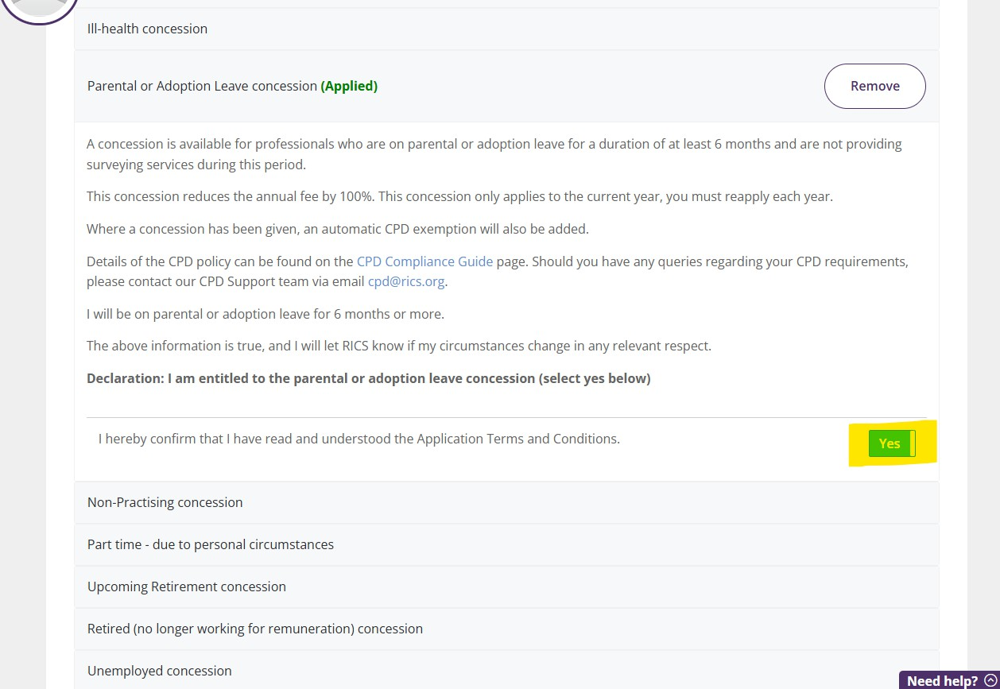 Ill-health concession
Parental or Adoption Leave concession (Applied)
Remove
A concession is available for professionals who are on parental or adoption leave for a duration of at least 6 months and are not providing
surveying services during this period.
This concession reduces the annual fee by 100%. This concession only applies to the current year, you must reapply each year.
Where a concession has been given, an automatic CPD exemption will also be added.
Details of the CPD policy can be found on the CPD Compliance Guide page. Should you have any queries regarding your CPD requirements,
please contact our CPD Support team via email cpd@rics.org.
I will be on parental or adoption leave for 6 months or more.
The above information is true, and I will let RICS know if my circumstances change in any relevant respect.
Declaration: I am entitled to the parental or adoption leave concession (select yes below)
I hereby confirm that I have read and understood the Application Terms and Conditions.
Yes
Non-Practising concession
Part time - due to personal circumstances
Upcoming Retirement concession
Retired (no longer working for remuneration) concession
Unemployed concession
Need help?